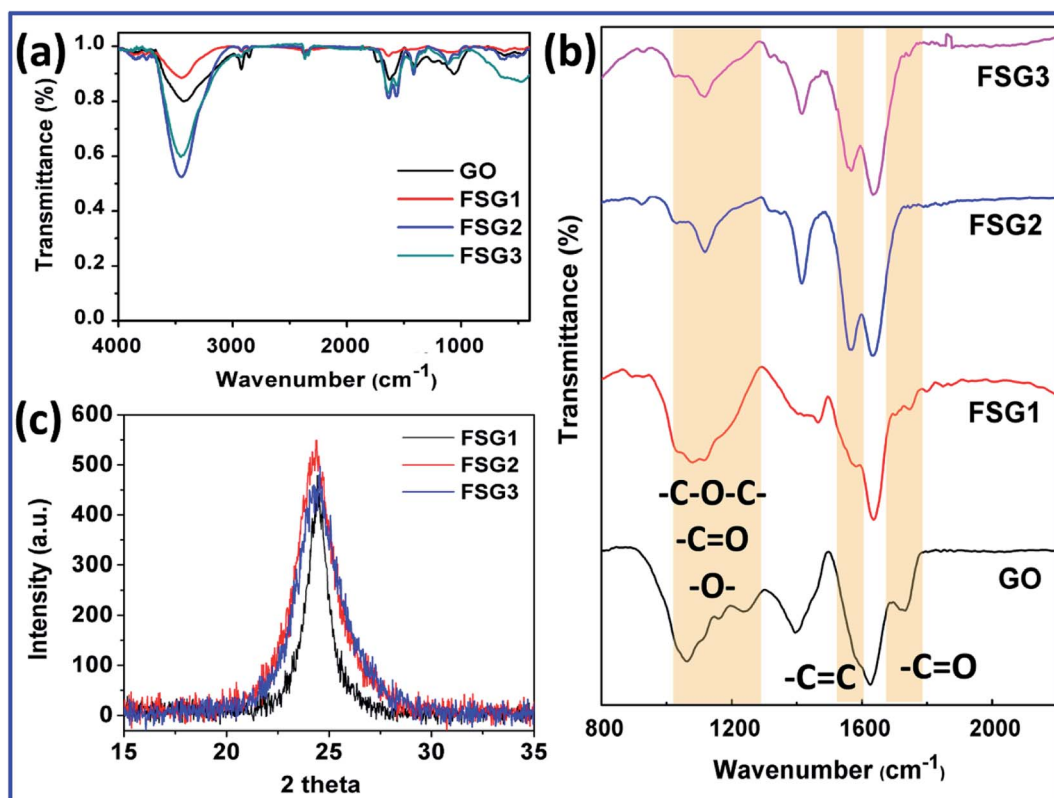 (a)
Transmittance (%)
1.0
0.8
0.6
0.4
0.2
0.0
GO
FSG1
FSG2
FSG3
4000 3000 2000 1000
Wavenumber (cm⁻¹)
(b)
Transmittance (%)
FSG3
FSG2
FSG1
-C-O-C-
-C=O
-O-
GO
-C=C
-C=O
800 1200 1600 2000
Wavenumber (cm⁻¹)
(c)
Intensity (a.u.)
600
500
400
300
200
100
0
FSG1
FSG2
FSG3
15 20 25 30 35
2 theta